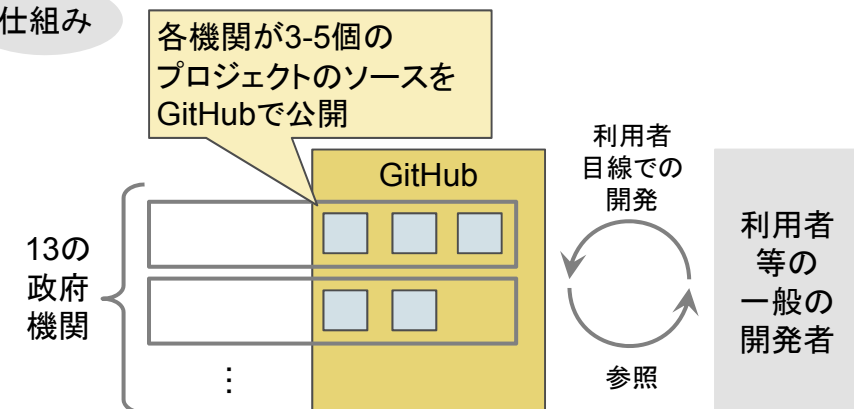 仕組み
各機関が3-5個の
プロジェクトのソースを
GitHubで公開
GitHub
13の
政府
機関
⋮
利用者
目線での
開発
参照
利用者
等の
一般の
開発者